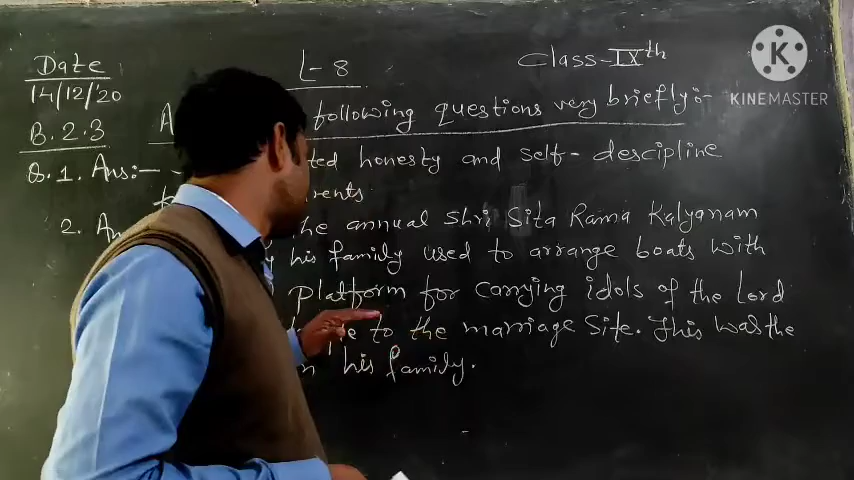 Date
14/12/'20
L-8
Class-IXth
KINEMASTER
B.2.3
A following questions very briefly:-
Q.1. Ans:- ted honesty and self-descipline
rents
2. An he annual Shri Sita Rama Kalyanam
y his family used to arrange boats with
platform for carrying idols of the Lord
e to the marriage site. This was the
n his family.